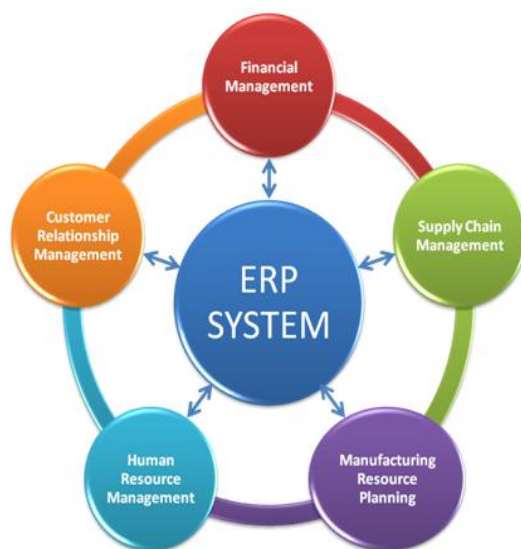 Financial
Management
Customer
Relationship
Management
Supply Chain
Management
ERP
SYSTEM
Human
Resource
Management
Manufacturing
Resource
Planning